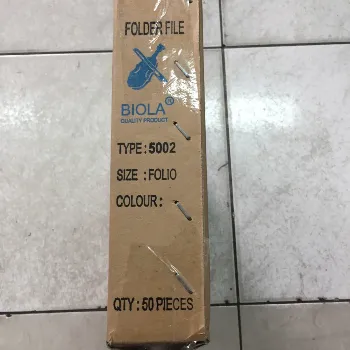 FOLDER FILE
BIOLA®
QUALITY PRODUCT
TYPE : 5002
SIZE : FOLIO
COLOUR :
QTY : 50 PIECES